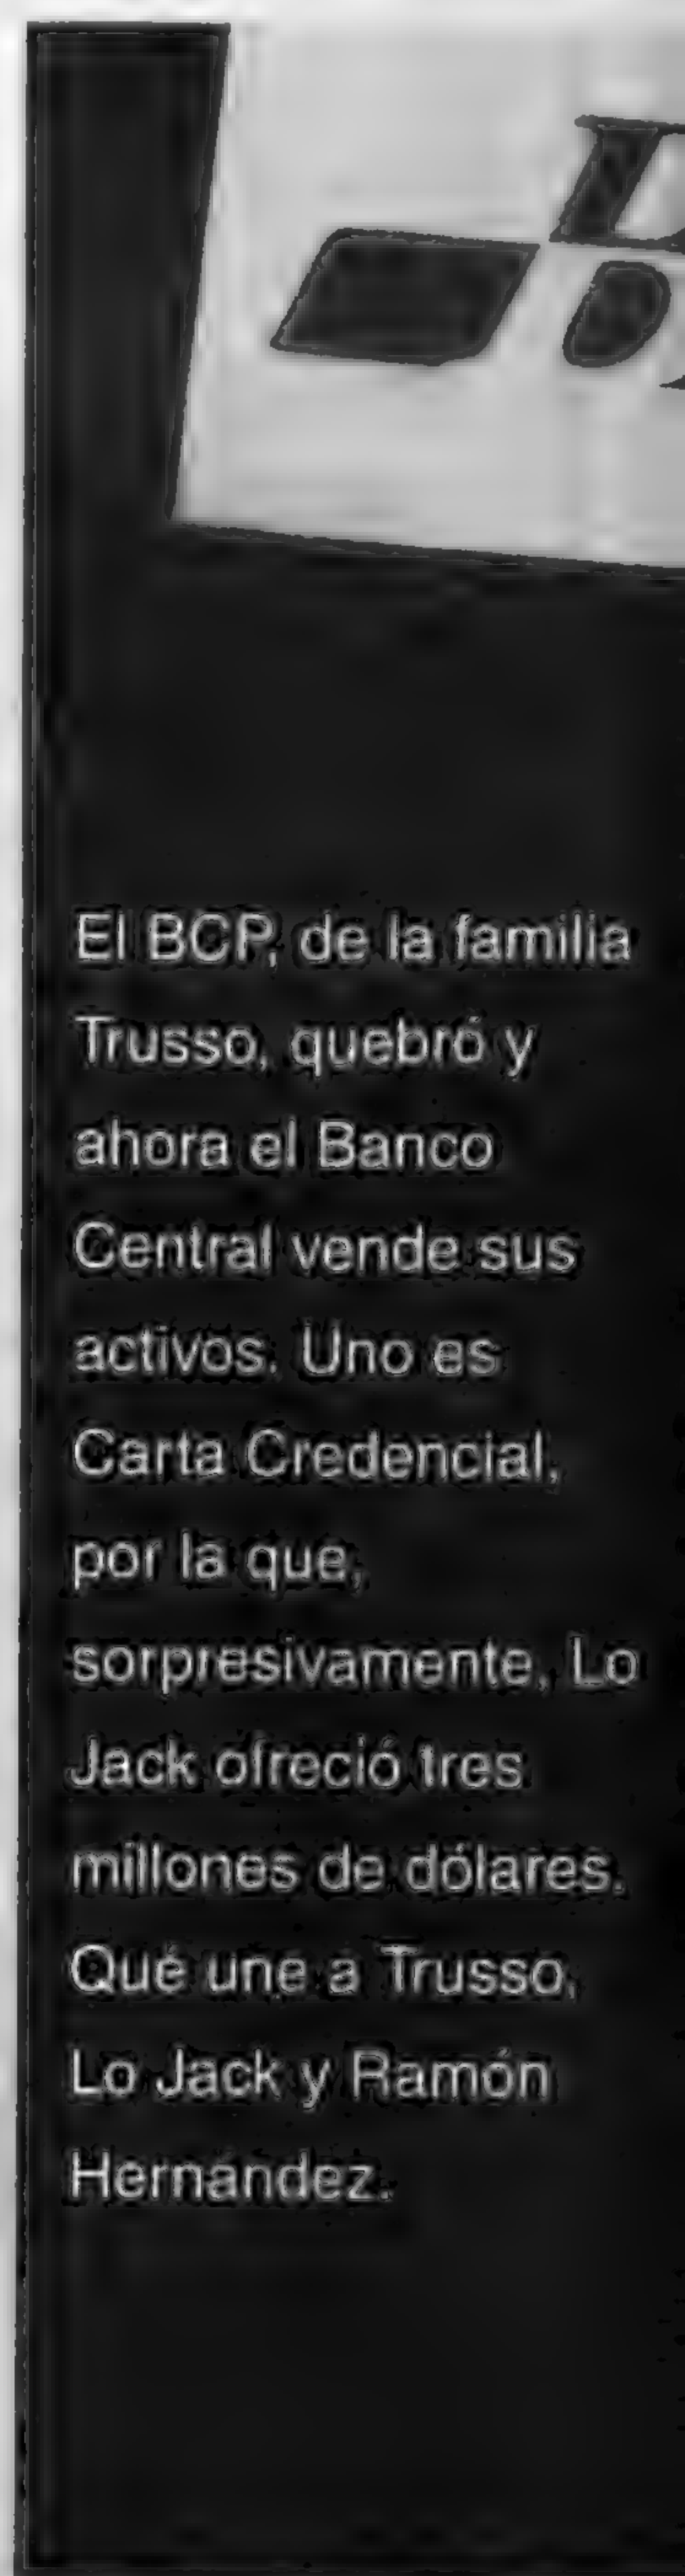 El BCP, de la familia
Trusso, quebró y
ahora el Banco
Central vende sus
activos. Uno es
Carta Credencial,
por la que,
sorpresivamente, Lo
Jack ofreció tres
millones de dólares.
Qué une a Trusso,
Lo Jack y Ramón
Hernández.